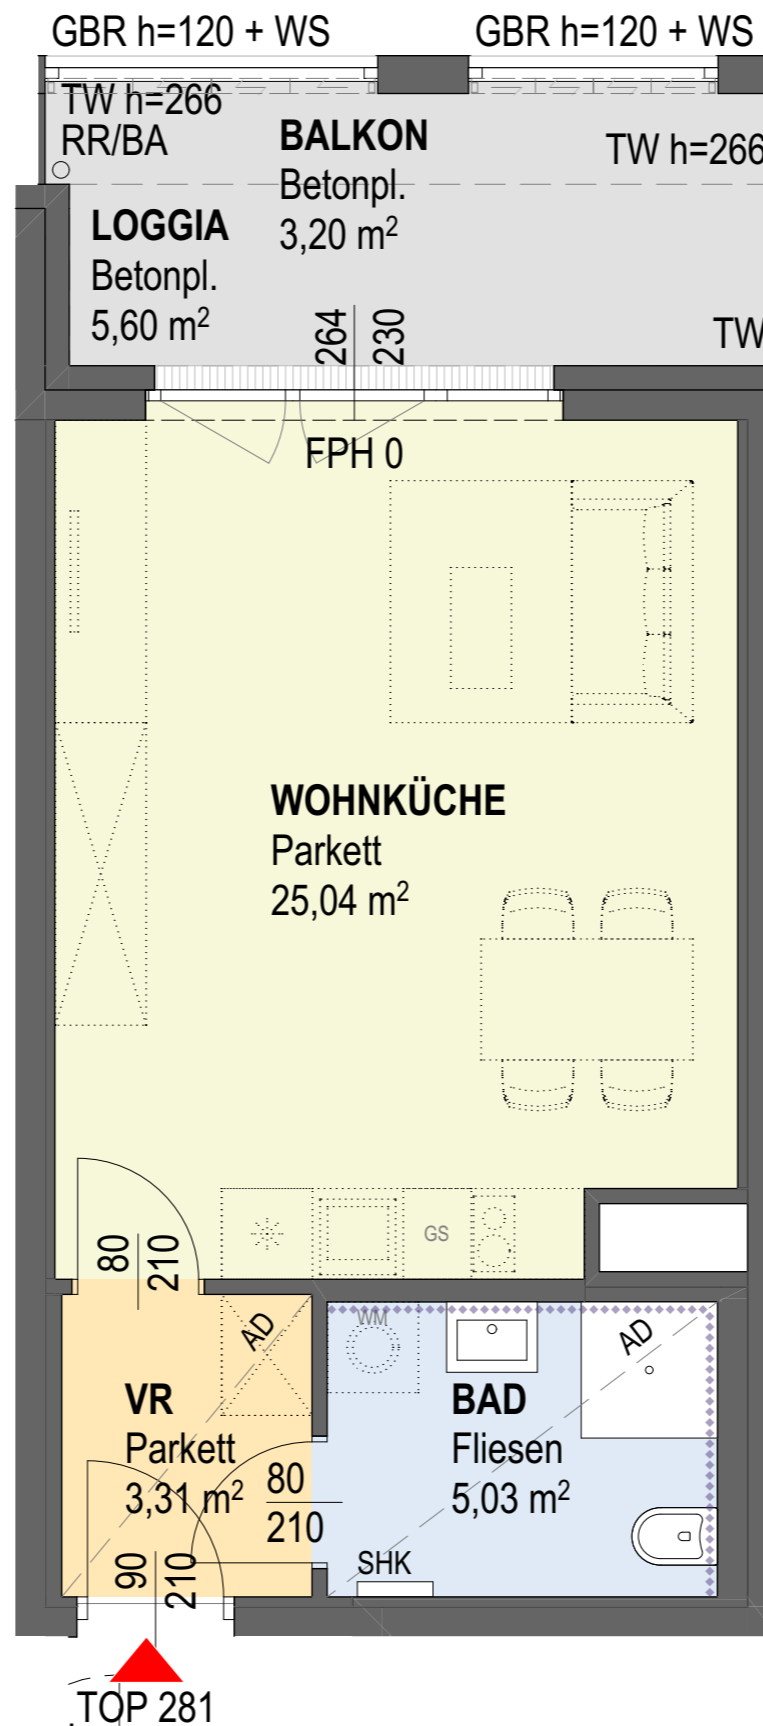 GBR h=120 + WS
GBR h=120 + WS
TW h=266
RR/BA
BALKON
Betonpl.
3,20 m²
TW h=266
LOGGIA
Betonpl.
5,60 m²
264
230
TW
FPH 0
WOHNKÜCHE
Parkett
25,04 m²
80
210
GS
AD
WM
AD
VR
Parkett
3,31 m²
BAD
Fliesen
5,03 m²
80
210
90
210
SHK
TOP 281